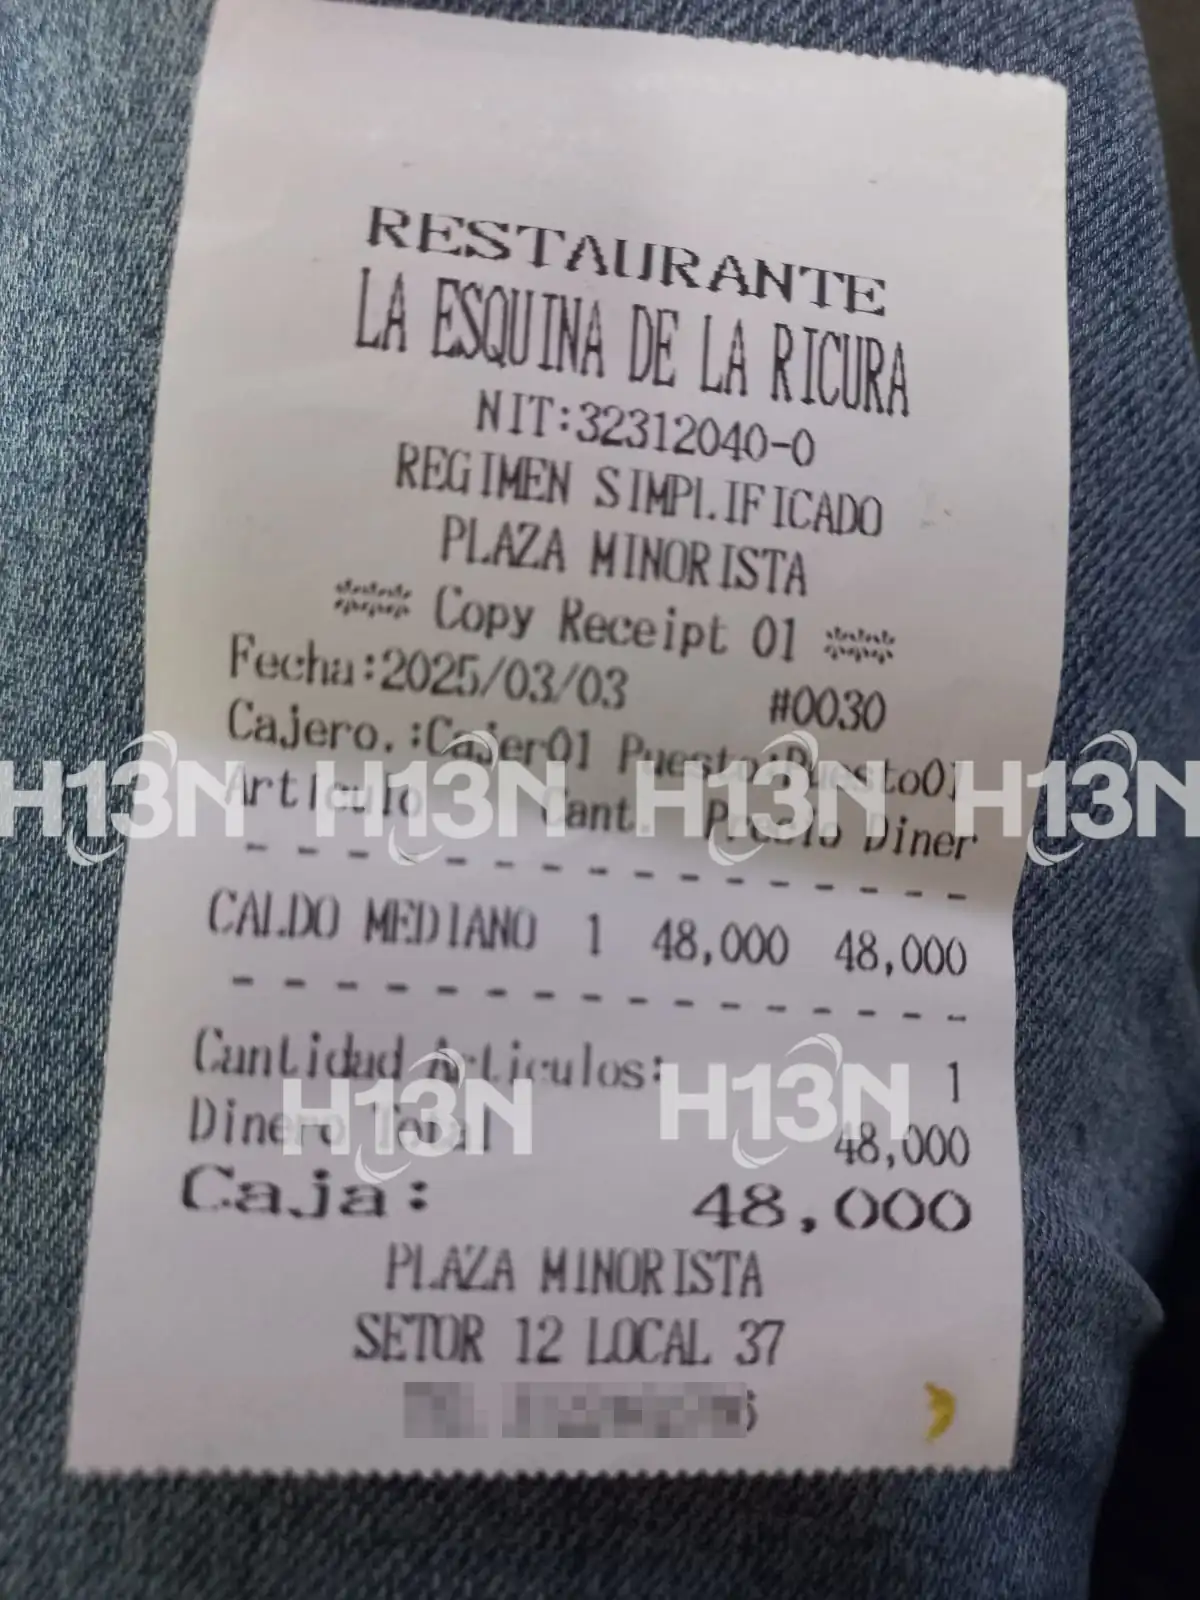 RESTAURANTE
LA ESQUINA DE LA RICURA
NIT:32312040-0
REGIMEN SIMPLIFICADO
PLAZA MINORISTA
Copy Receipt 01
Fecha:2025/03/03 #0030
Cajero.:Cajer01 Puesto:Puesto01
Artículo Cant. Precio Diner
CALDO MEDIANO 1 48,000 48,000
Cantidad Articulos: 1
Dinero Total 48,000
Caja: 48,000
PLAZA MINORISTA
SETOR 12 LOCAL 37
H13N H13N H13N H13N
H13N H13N